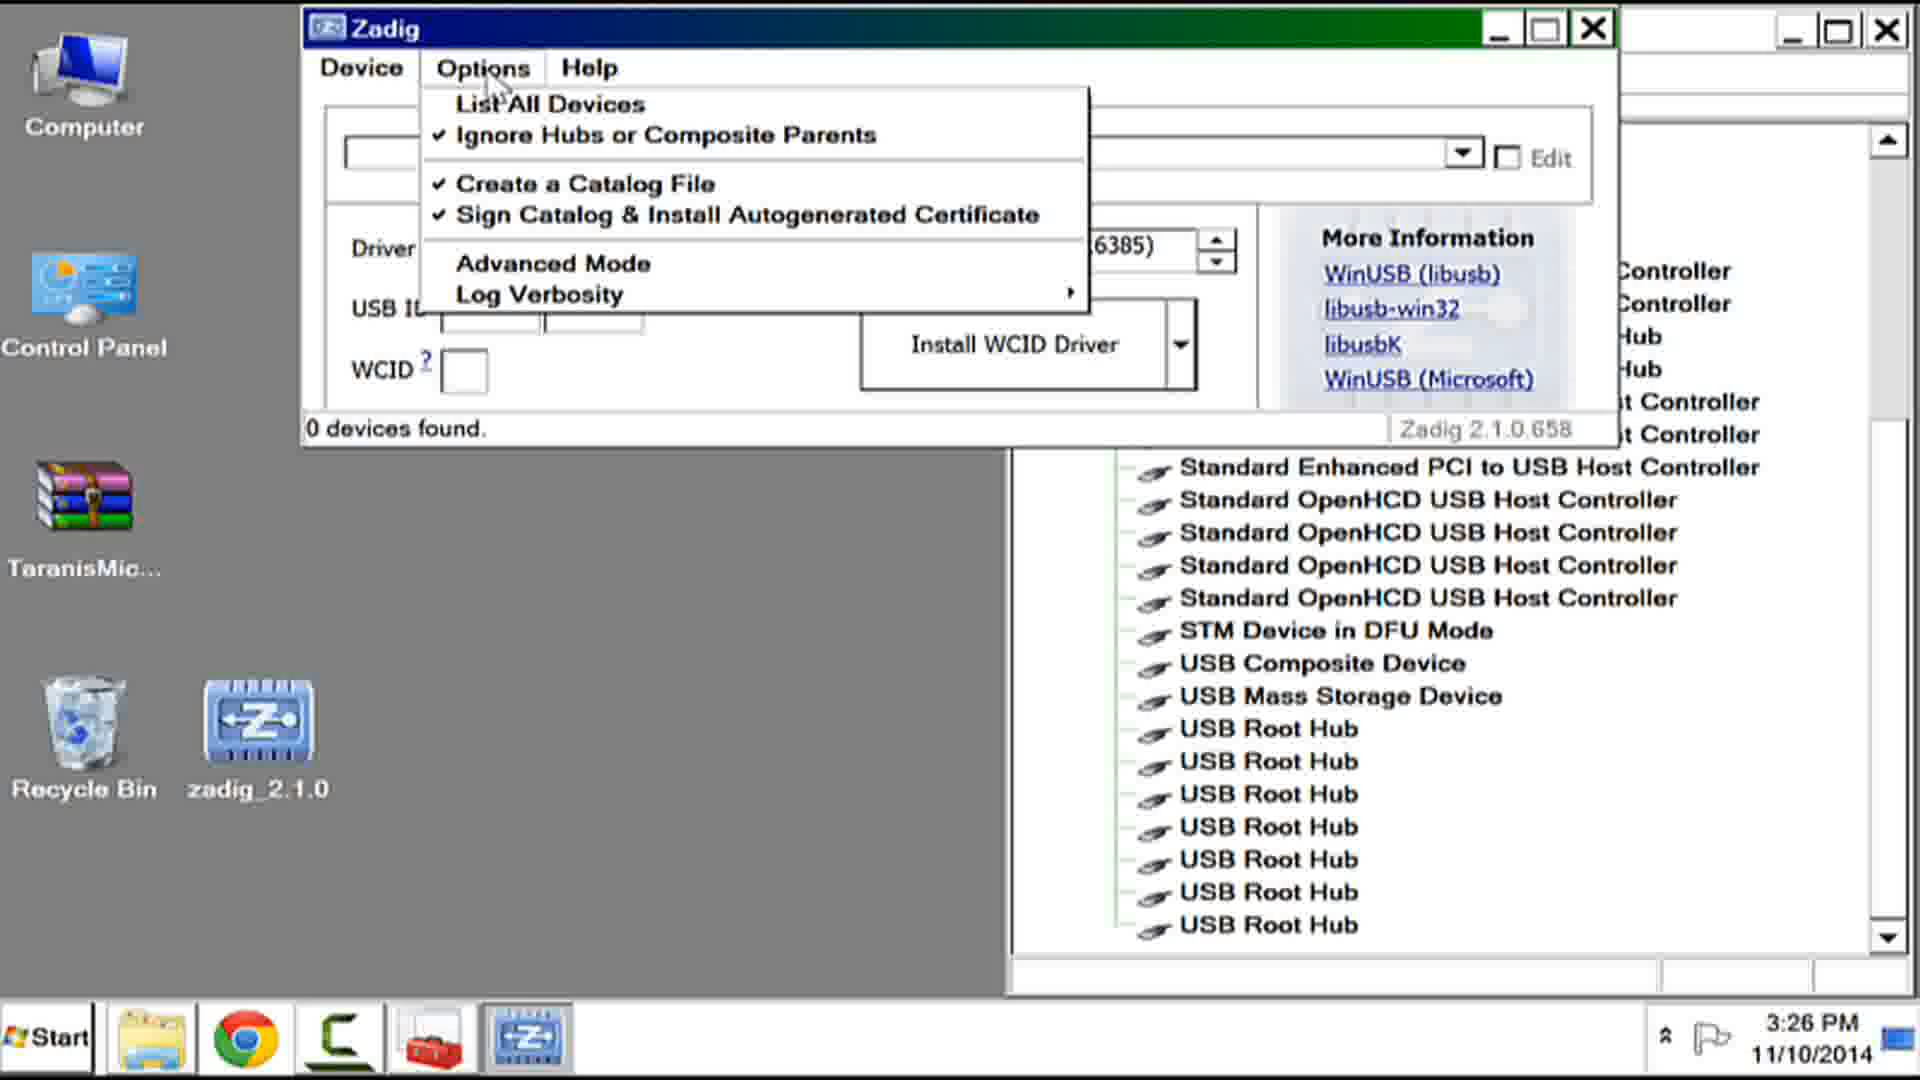 Computer
Control Panel
TaranisMic...
Recycle Bin
zadig_2.1.0
Zadig
Device
Options
Help
List All Devices
Ignore Hubs or Composite Parents
Create a Catalog File
Sign Catalog & Install Autogenerated Certificate
Advanced Mode
Log Verbosity
Edit
Driver
6385)
USB ID
WCID ?
Install WCID Driver
More Information
WinUSB (libusb)
libusb-win32
libusbK
WinUSB (Microsoft)
0 devices found.
Zadig 2.1.0.658
Controller
Controller
Hub
Hub
t Controller
t Controller
Standard Enhanced PCI to USB Host Controller
Standard OpenHCD USB Host Controller
Standard OpenHCD USB Host Controller
Standard OpenHCD USB Host Controller
Standard OpenHCD USB Host Controller
STM Device in DFU Mode
USB Composite Device
USB Mass Storage Device
USB Root Hub
USB Root Hub
USB Root Hub
USB Root Hub
USB Root Hub
USB Root Hub
USB Root Hub
Start
3:26 PM
11/10/2014